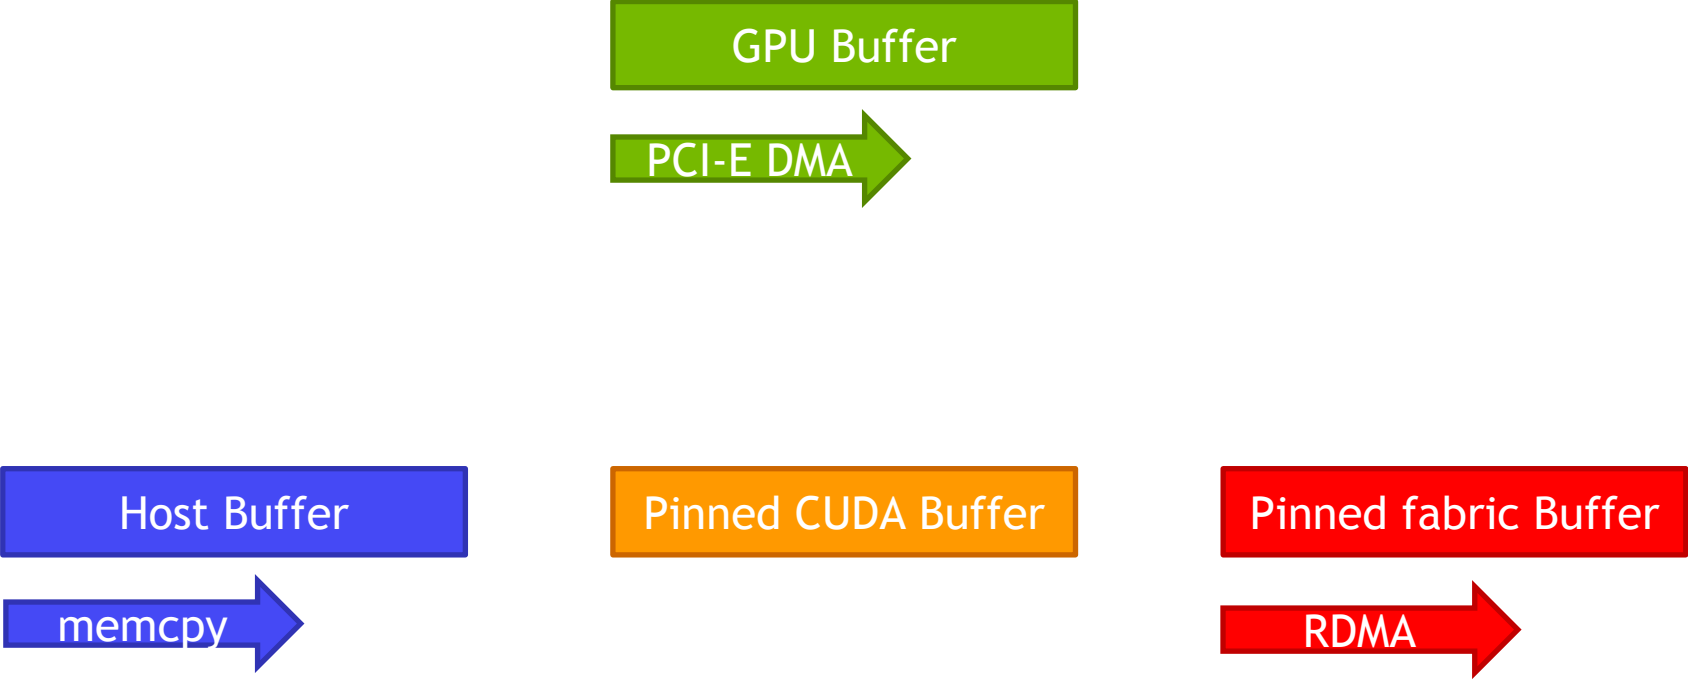 GPU Buffer
PCI-E DMA
Host Buffer
Pinned CUDA Buffer
Pinned fabric Buffer
memcpy
RDMA